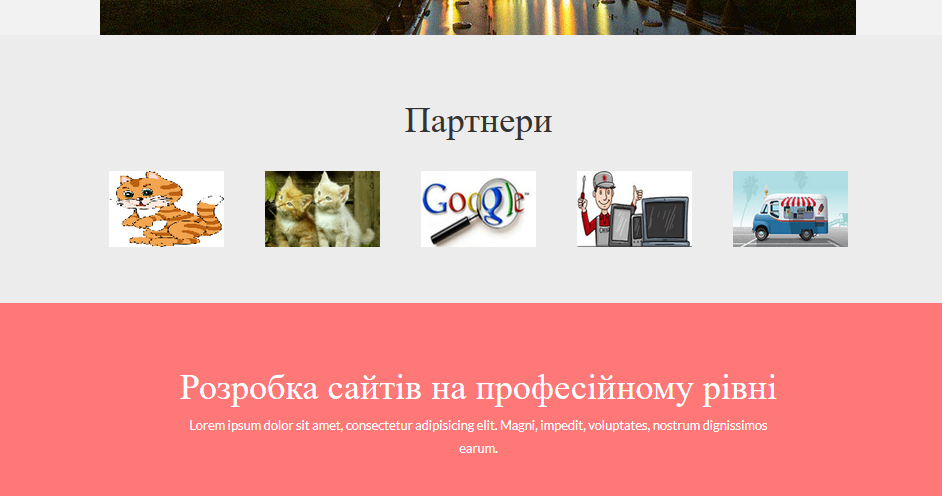 Партнери
Google
Розробка сайтів на професійному рівні
Lorem ipsum dolor sit amet, consectetur adipisicing elit. Magni, impedit, voluptates, nostrum dignissimos
earum.